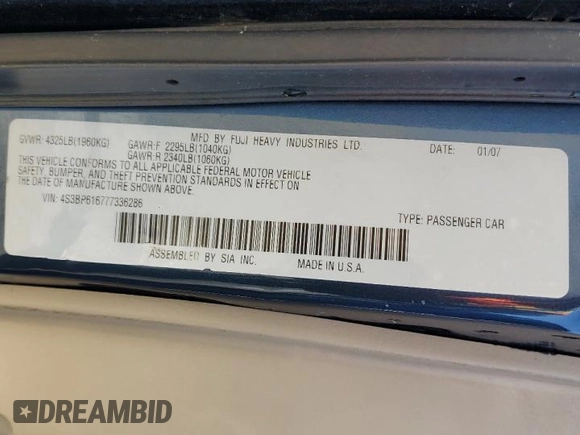 MFD BY FUJI HEAVY INDUSTRIES LTD. DATE: 01/07
GVWR: 4325LB(1960KG) GAWR:F 2295LB(1040KG)
GAWR:R 2340LB(1060KG)
THIS VEHICLE CONFORMS TO ALL APPLICABLE FEDERAL MOTOR VEHICLE
SAFETY, BUMPER, AND THEFT PREVENTION STANDARDS IN EFFECT ON
THE DATE OF MANUFACTURE SHOWN ABOVE.
VIN: 4S3BP616777336286 TYPE: PASSENGER CAR
ASSEMBLED BY SIA INC. MADE IN U.S.A.
DREAMBID